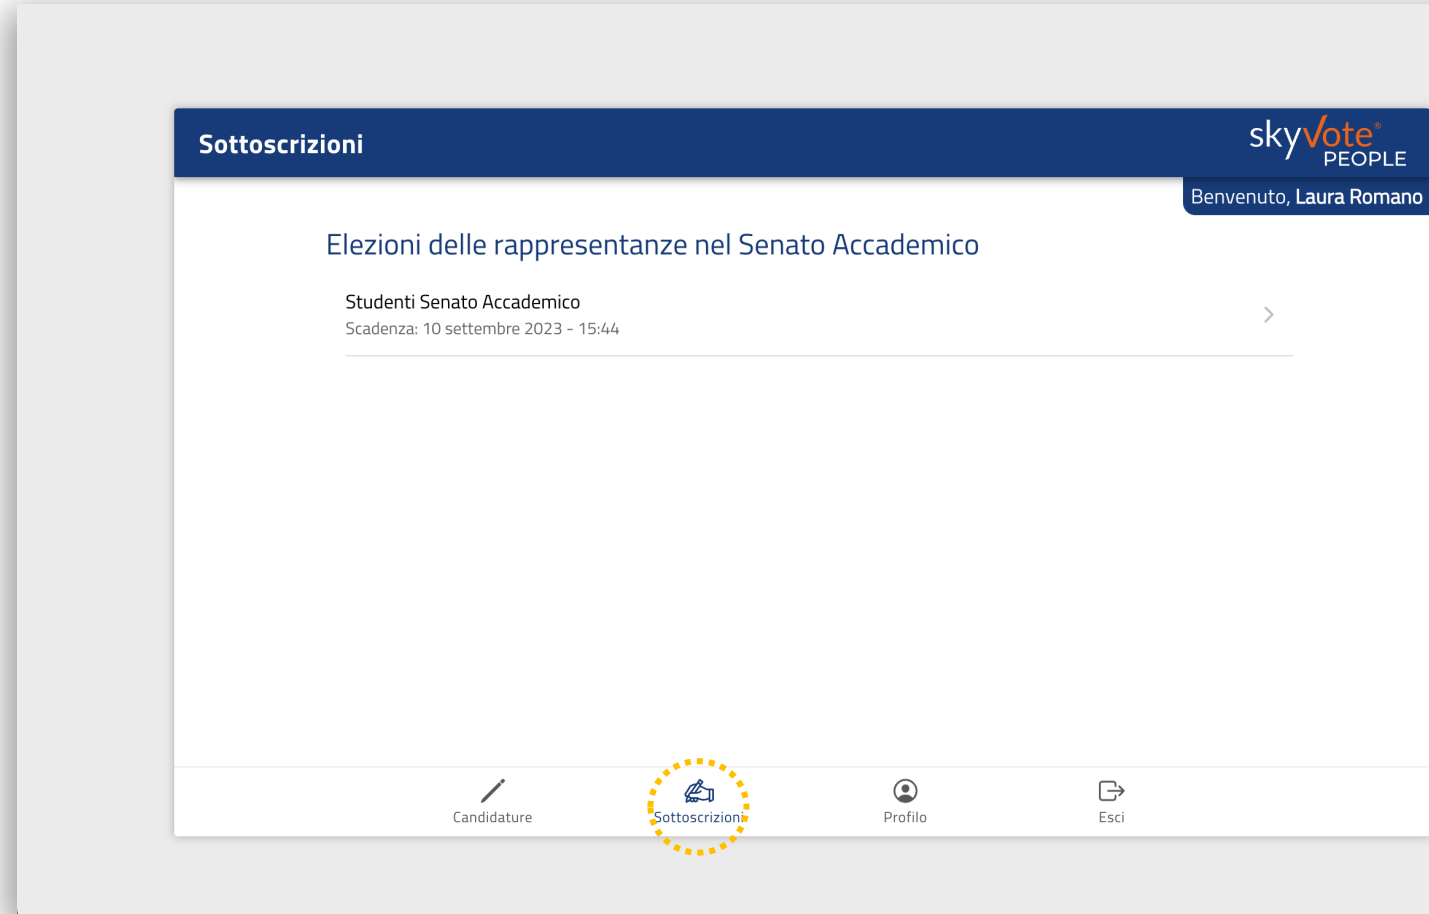 Sottoscrizioni
skyVote®
PEOPLE
Benvenuto, Laura Romano
Elezioni delle rappresentanze nel Senato Accademico
Studenti Senato Accademico
Scadenza: 10 settembre 2023 - 15:44
Candidature
Sottoscrizioni
Profilo
Esci